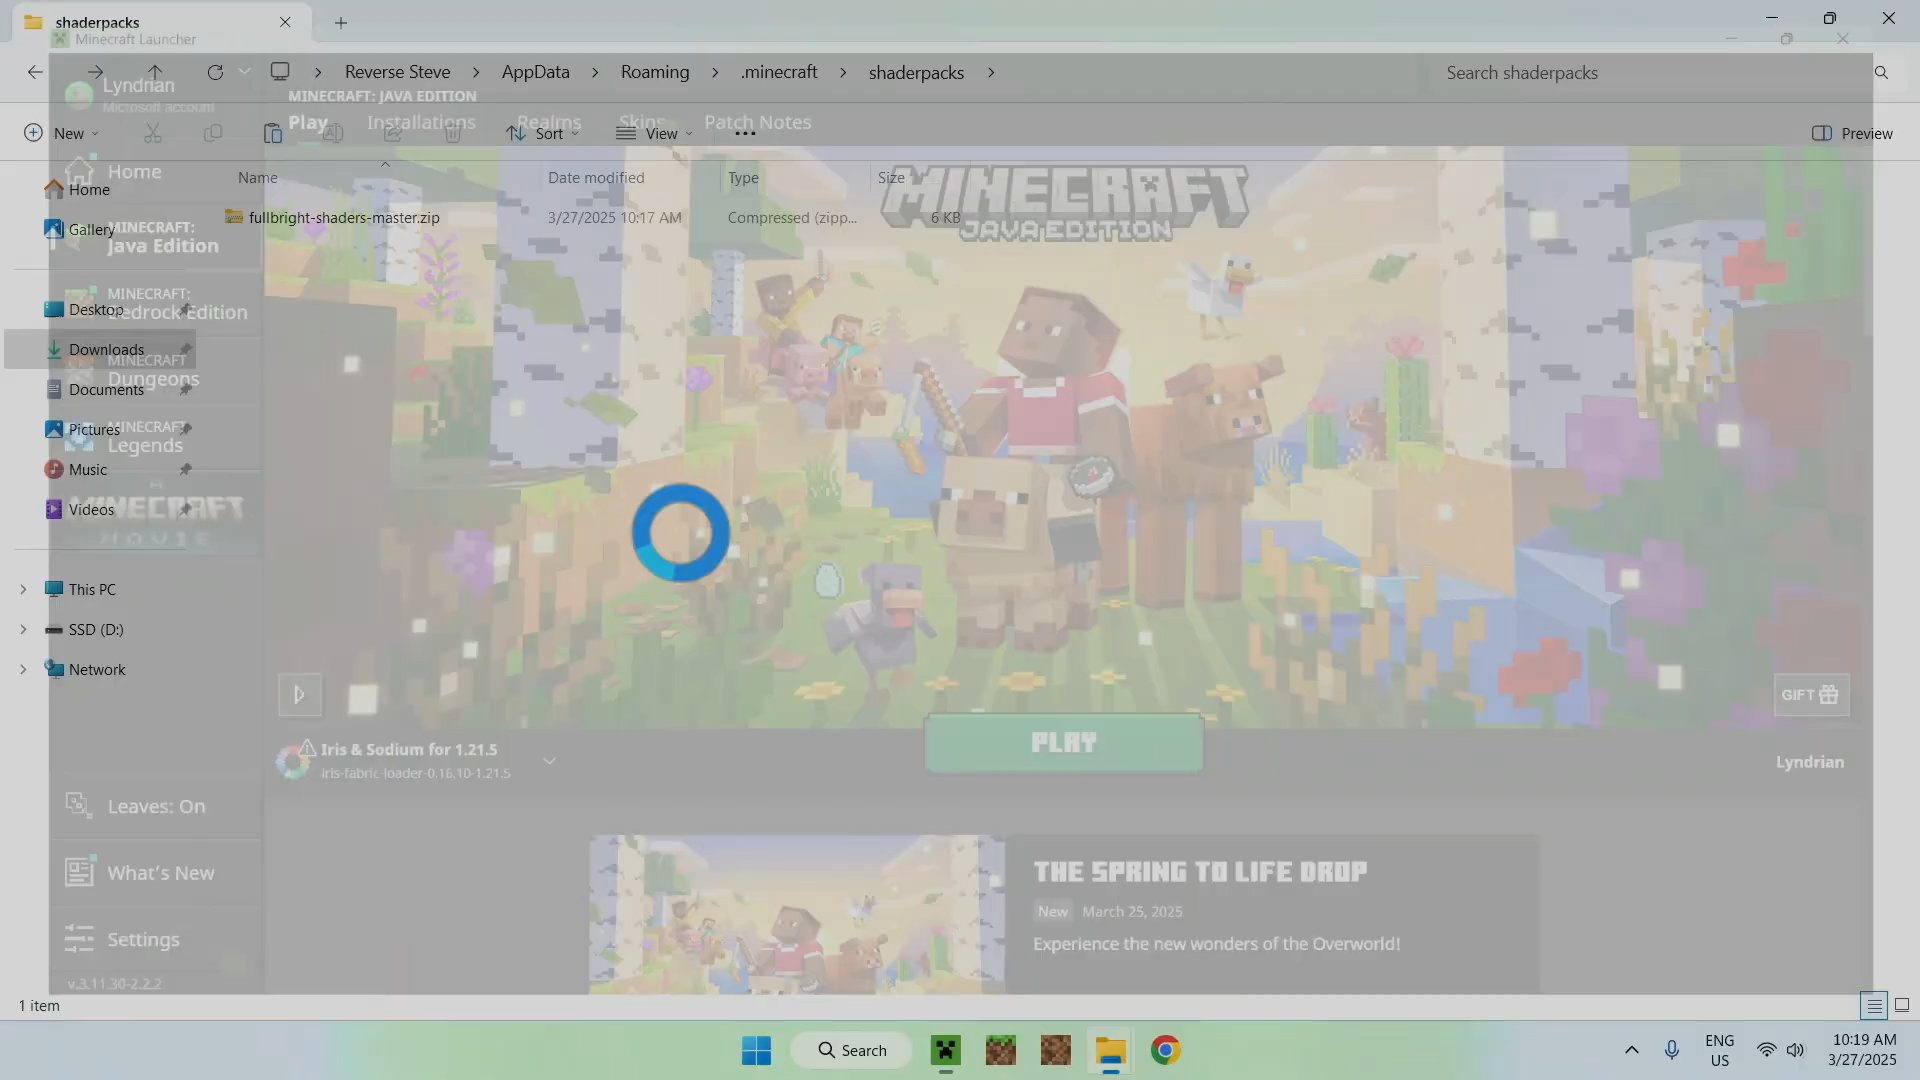 shaderpacks
Minecraft Launcher
Reverse Steve
AppData
Roaming
.minecraft
shaderpacks
Search shaderpacks
Lyndrian
Microsoft account
MINECRAFT: JAVA EDITION
Play
Installations
Realms
Skins
Patch Notes
New
Sort
View
Preview
Name
Date modified
Type
Size
fullbright-shaders-master.zip
3/27/2025 10:17 AM
Compressed (zipp...
6 KB
MINECRAFT
JAVA EDITION
Home
Home
Gallery
MINECRAFT:
Java Edition
MINECRAFT:
Bedrock Edition
Desktop
Downloads
MINECRAFT
Dungeons
Documents
Pictures
MINECRAFT
Legends
Music
Videos
MINECRAFT
MOVIE
This PC
SSD (D:)
Network
GIFT
Iris & Sodium for 1.21.5
iris-fabric-loader-0.16.10-1.21.5
PLAY
Lyndrian
Leaves: On
What's New
Settings
v.3.11.30-2.2.2
THE SPRING TO LIFE DROP
New
March 25, 2025
Experience the new wonders of the Overworld!
1 item
Search
ENG
US
10:19 AM
3/27/2025